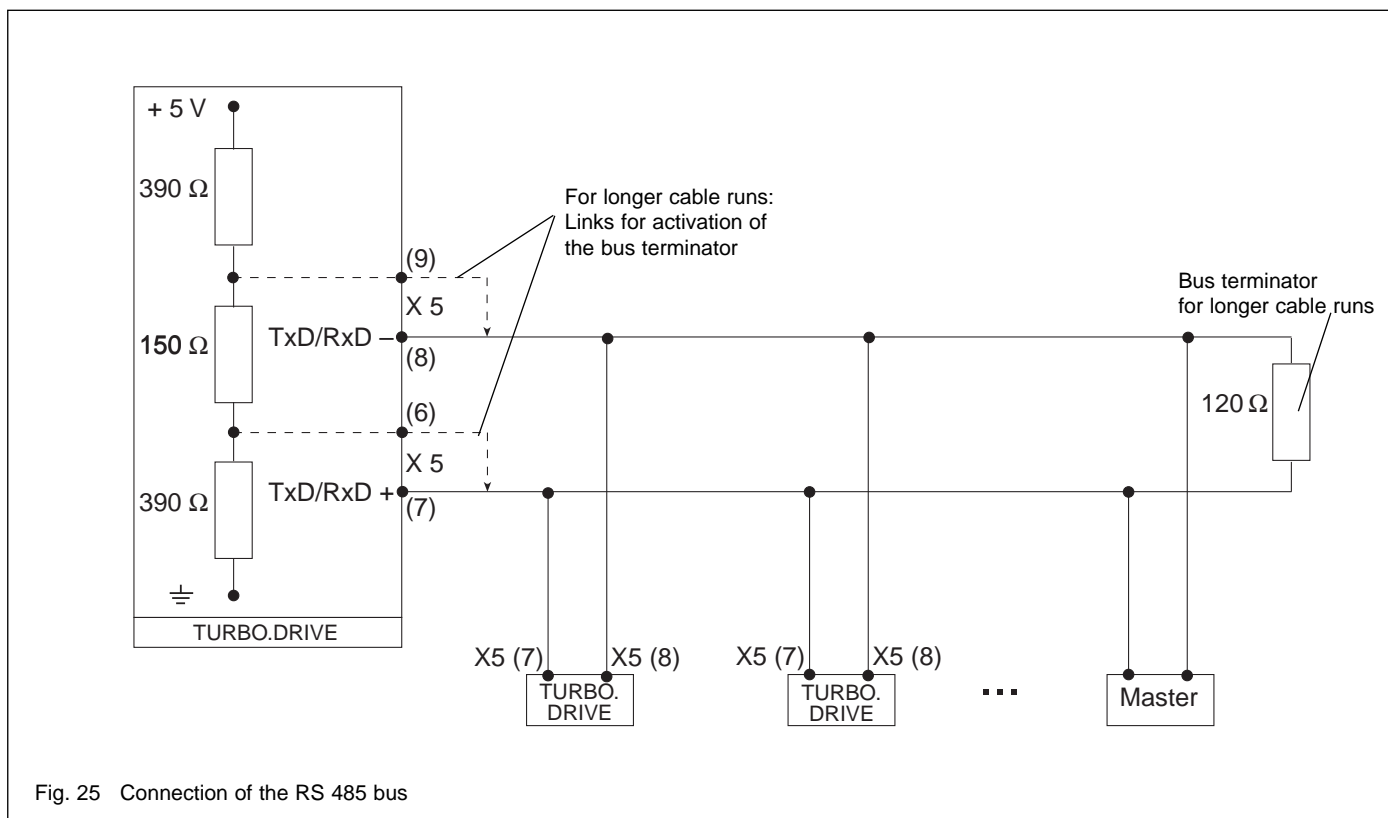 + 5 V
390 Ω
For longer cable runs:
Links for activation of
the bus terminator
(9)
X 5
Bus terminator
for longer cable runs
150 Ω
TxD/RxD –
(8)
120 Ω
(6)
X 5
390 Ω
TxD/RxD +
(7)
TURBO.DRIVE
X5 (7)
X5 (8)
X5 (7)
X5 (8)
TURBO.
DRIVE
TURBO.
DRIVE
...
Master
Fig. 25 Connection of the RS 485 bus